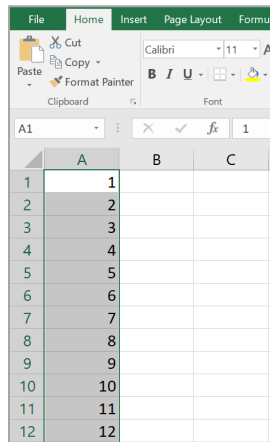 File Home Insert Page Layout Formu
Cut
Copy
Format Painter
Paste
Calibri 11 A
B I U
Clipboard Font
A1 fx 1
A B C
1 1
2 2
3 3
4 4
5 5
6 6
7 7
8 8
9 9
10 10
11 11
12 12